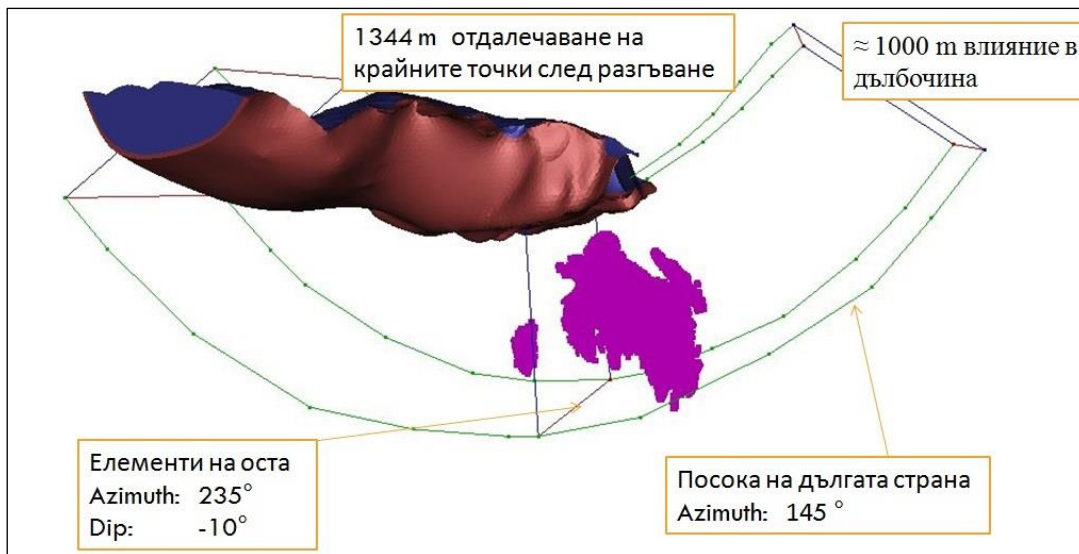 1344 m отдалечаване на
крайните точки след разгъване
≈ 1000 m влияние в
дълбочина
Елементи на оста
Azimuth: 235°
Dip: -10°
Посока на дългата страна
Azimuth: 145 °